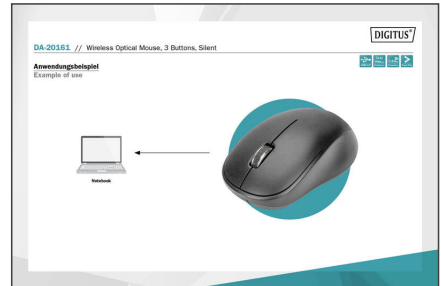 DIGITUS®
DA-20161 // Wireless Optical Mouse, 3 Buttons, Silent
Anwendungsbeispiel
Example of use
Notebook